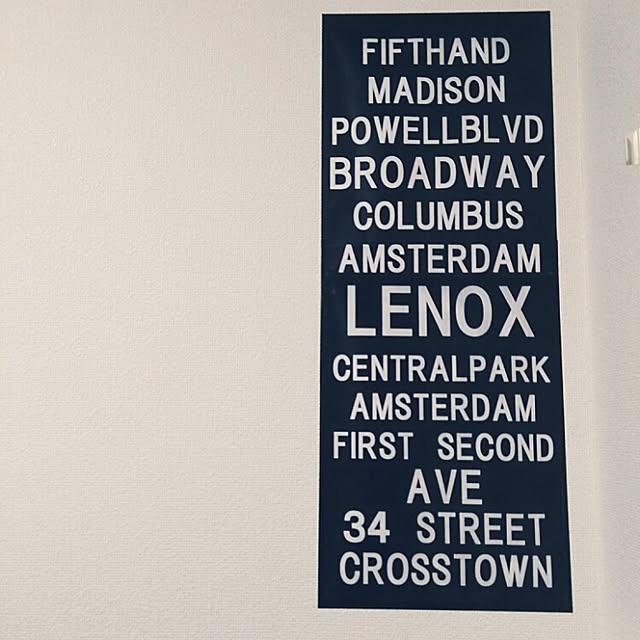 FIFTHAND
MADISON
POWELLBLVD
BROADWAY
COLUMBUS
AMSTERDAM
LENOX
CENTRALPARK
AMSTERDAM
FIRST SECOND
AVE
34 STREET
CROSSTOWN